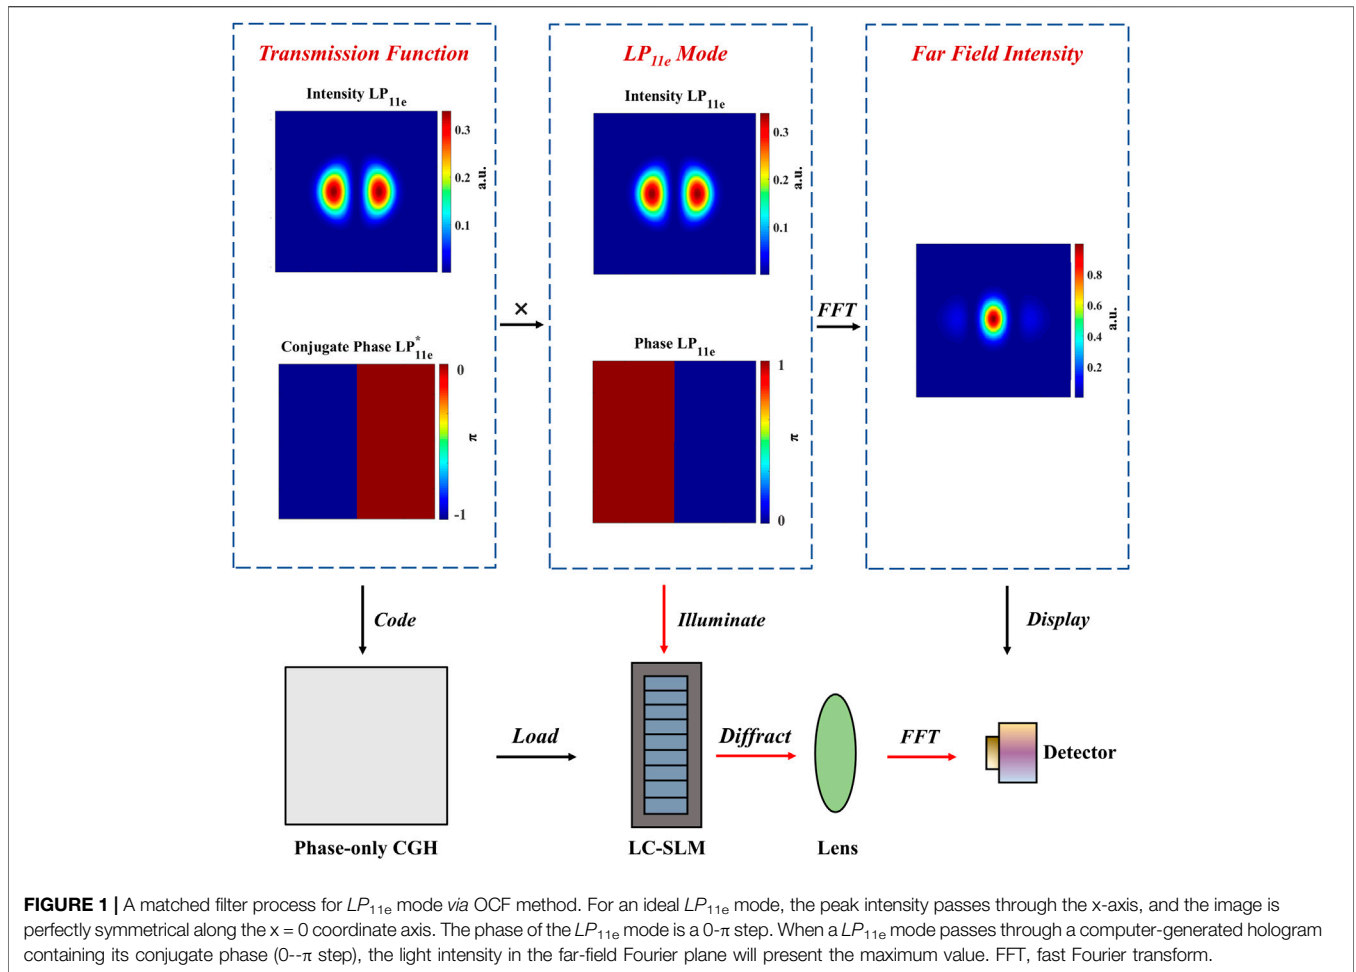 Transmission Function
LP11e Mode
Far Field Intensity
Intensity LP11e
0.3
0.2
0.1
a.u.
Intensity LP11e
0.3
0.2
0.1
a.u.
0.8
0.6
0.4
0.2
a.u.
×
FFT
Conjugate Phase LP*11e
0
π
-1
Phase LP11e
1
π
0
Code
Illuminate
Display
Load
Diffract
FFT
Detector
Phase-only CGH
LC-SLM
Lens
FIGURE 1 | A matched filter process for LP11e mode via OCF method. For an ideal LP11e mode, the peak intensity passes through the x-axis, and the image is
perfectly symmetrical along the x = 0 coordinate axis. The phase of the LP11e mode is a 0-π step. When a LP11e mode passes through a computer-generated hologram
containing its conjugate phase (0--π step), the light intensity in the far-field Fourier plane will present the maximum value. FFT, fast Fourier transform.